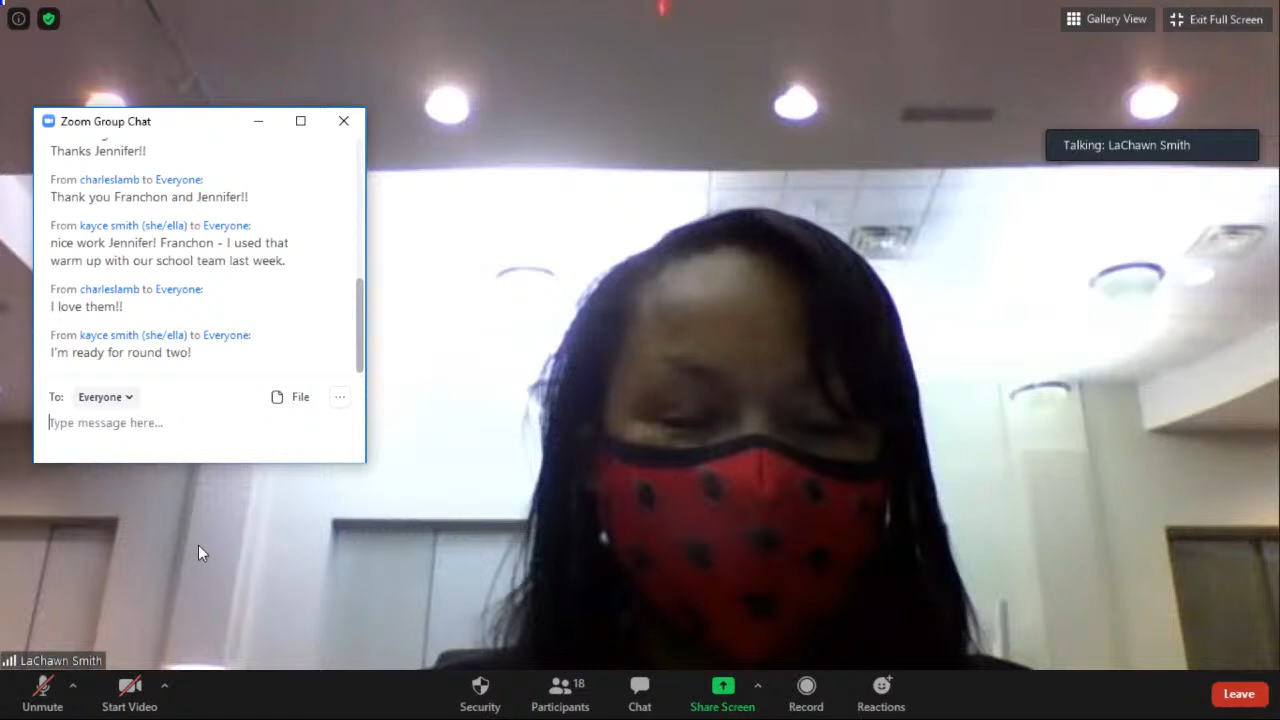 Gallery View
Exit Full Screen
Zoom Group Chat
Thanks Jennifer!!
From charleslamb to Everyone:
Thank you Franchon and Jennifer!!
From kayce smith (she/ella) to Everyone:
nice work Jennifer! Franchon - I used that
warm up with our school team last week.
From charleslamb to Everyone:
I love them!!
From kayce smith (she/ella) to Everyone:
I'm ready for round two!
To: Everyone
File
Type message here...
Talking: LaChawn Smith
LaChawn Smith
Unmute
Start Video
Security
Participants
18
Chat
Share Screen
Record
Reactions
Leave